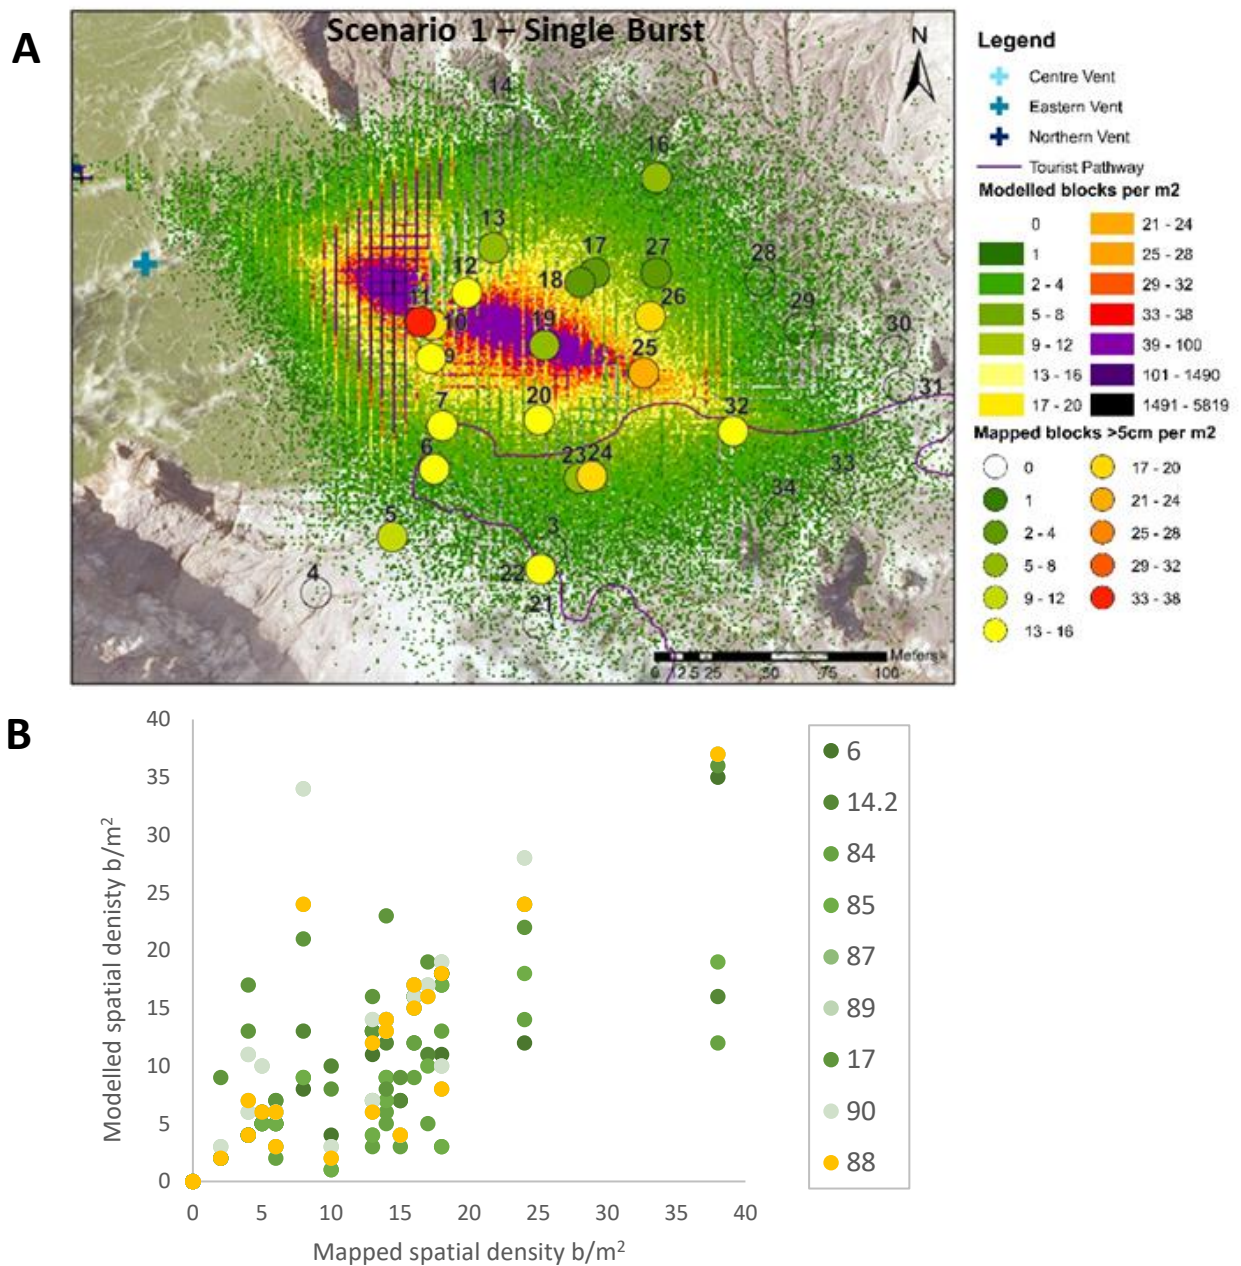 A
Scenario 1 – Single Burst
N
14
16
13
17
27
28
18
12
26
29
11
10
19
30
9
25
31
7
20
32
6
23
24
33
34
5
3
4
22
21
Meters
0 12.5 25 50 75 100
Legend
Centre Vent
Eastern Vent
Northern Vent
Tourist Pathway
Modelled blocks per m2
0
1
2 - 4
5 - 8
9 - 12
13 - 16
17 - 20
21 - 24
25 - 28
29 - 32
33 - 38
39 - 100
101 - 1490
1491 - 5819
Mapped blocks >5cm per m2
0
1
2 - 4
5 - 8
9 - 12
13 - 16
17 - 20
21 - 24
25 - 28
29 - 32
33 - 38
B
Modelled spatial denisty b/m2
40
35
30
25
20
15
10
5
0
0 5 10 15 20 25 30 35 40
Mapped spatial density b/m2
6
14.2
84
85
87
89
17
90
88